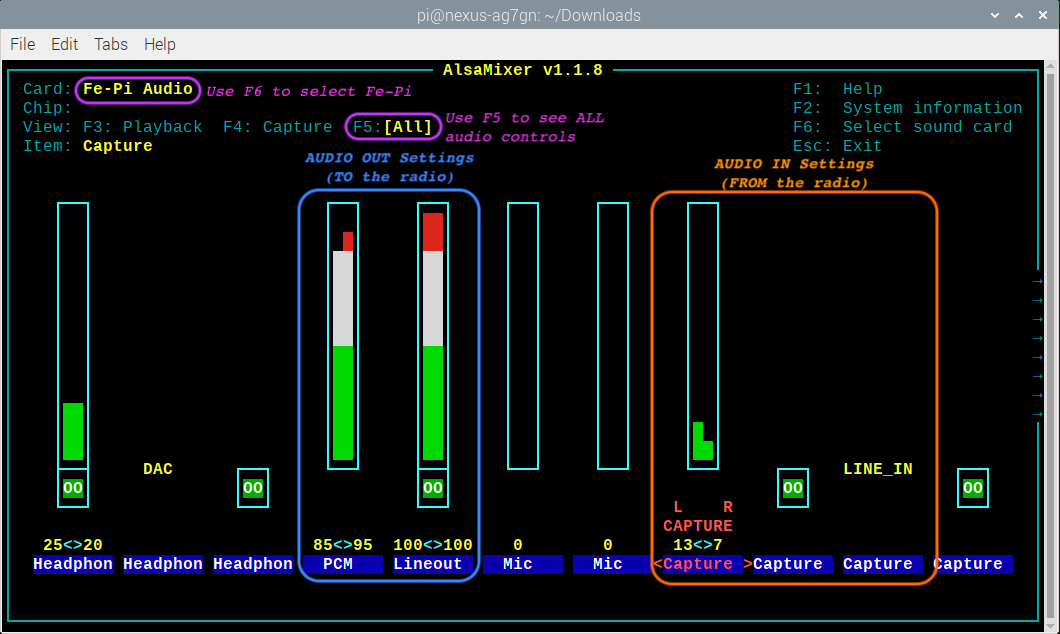 pi@nexus-ag7gn: ~/Downloads
File Edit Tabs Help
AlsaMixer v1.1.8
Card: Fe-Pi Audio Use F6 to select Fe-Pi F1: Help
Chip: F2: System information
View: F3: Playback F4: Capture F5:[All] Use F5 to see ALL audio controls F6: Select sound card
Item: Capture Esc: Exit
AUDIO OUT Settings
(TO the radio)
AUDIO IN Settings
(FROM the radio)
→
→
→
→
→
→
→
→
DAC LINE_IN
OO OO OO OO OO
L R
CAPTURE
25<>20 85<>95 100<>100 0 0 13<>7
Headphon Headphon Headphon PCM Lineout Mic Mic <Capture >Capture Capture Capture